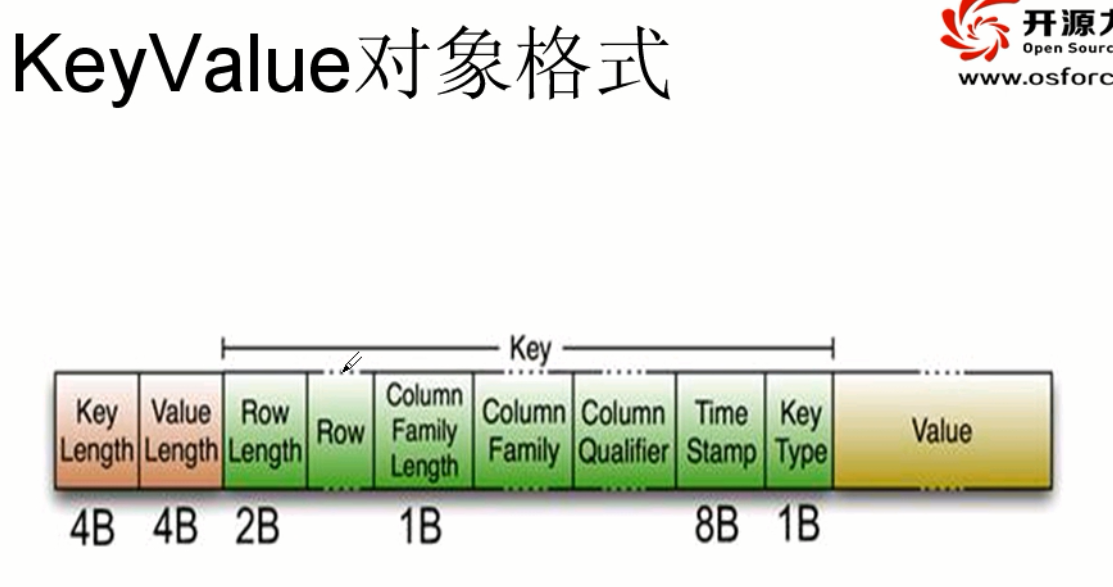 KeyValue对象格式
开源力
Open Sourc
www.osforc
Key
Key Length
Value Length
Row Length
Row
Column Family Length
Column Family
Column Qualifier
Time Stamp
Key Type
Value
4B 4B 2B 1B 8B 1B